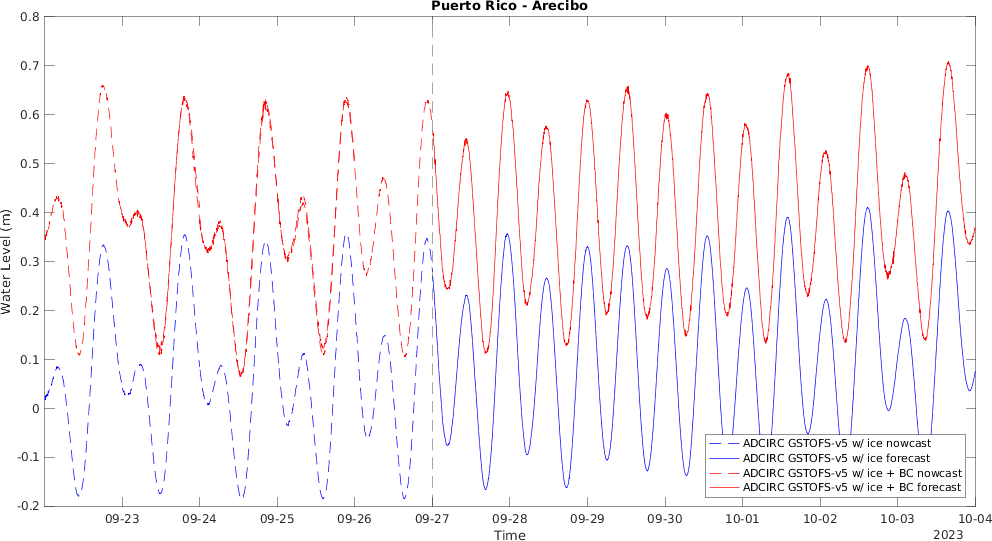 Puerto Rico - Arecibo
Water Level (m)
0.8
0.7
0.6
0.5
0.4
0.3
0.2
0.1
0
-0.1
-0.2
ADCIRC GSTOFS-v5 w/ ice nowcast
ADCIRC GSTOFS-v5 w/ ice forecast
ADCIRC GSTOFS-v5 w/ ice + BC nowcast
ADCIRC GSTOFS-v5 w/ ice + BC forecast
09-23 09-24 09-25 09-26 09-27 09-28 09-29 09-30 10-01 10-02 10-03 10-04
Time
2023